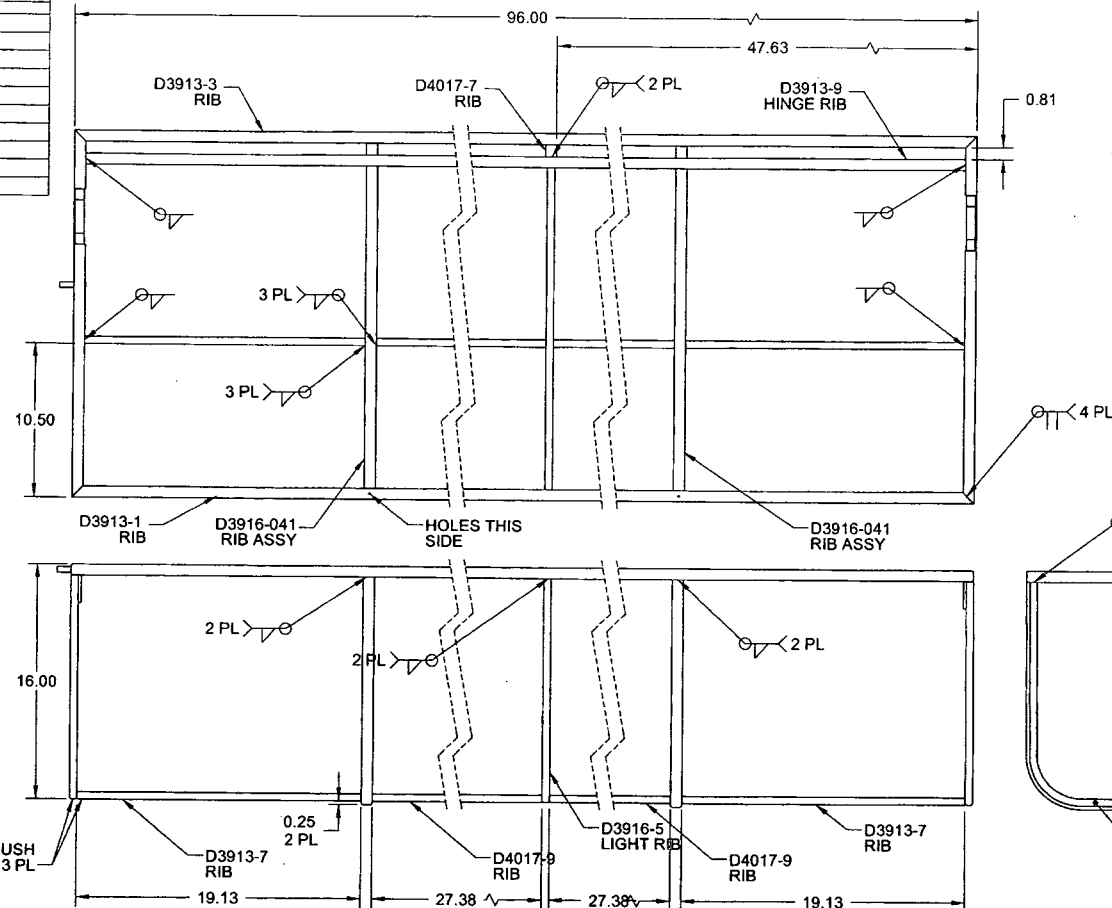 96.00
47.63
D3913-3
RIB
D4017-7
RIB
2 PL
D3913-9
HINGE RIB
0.81
3 PL
3 PL
10.50
4 PL
D3913-1
RIB
D3916-041
RIB ASSY
HOLES THIS
SIDE
D3916-041
RIB ASSY
2 PL
2 PL
2 PL
16.00
USH
3 PL
D3913-7
RIB
0.25
2 PL
D4017-9
RIB
D3916-5
LIGHT RIB
D4017-9
RIB
D3913-7
RIB
19.13
27.38
27.38
19.13